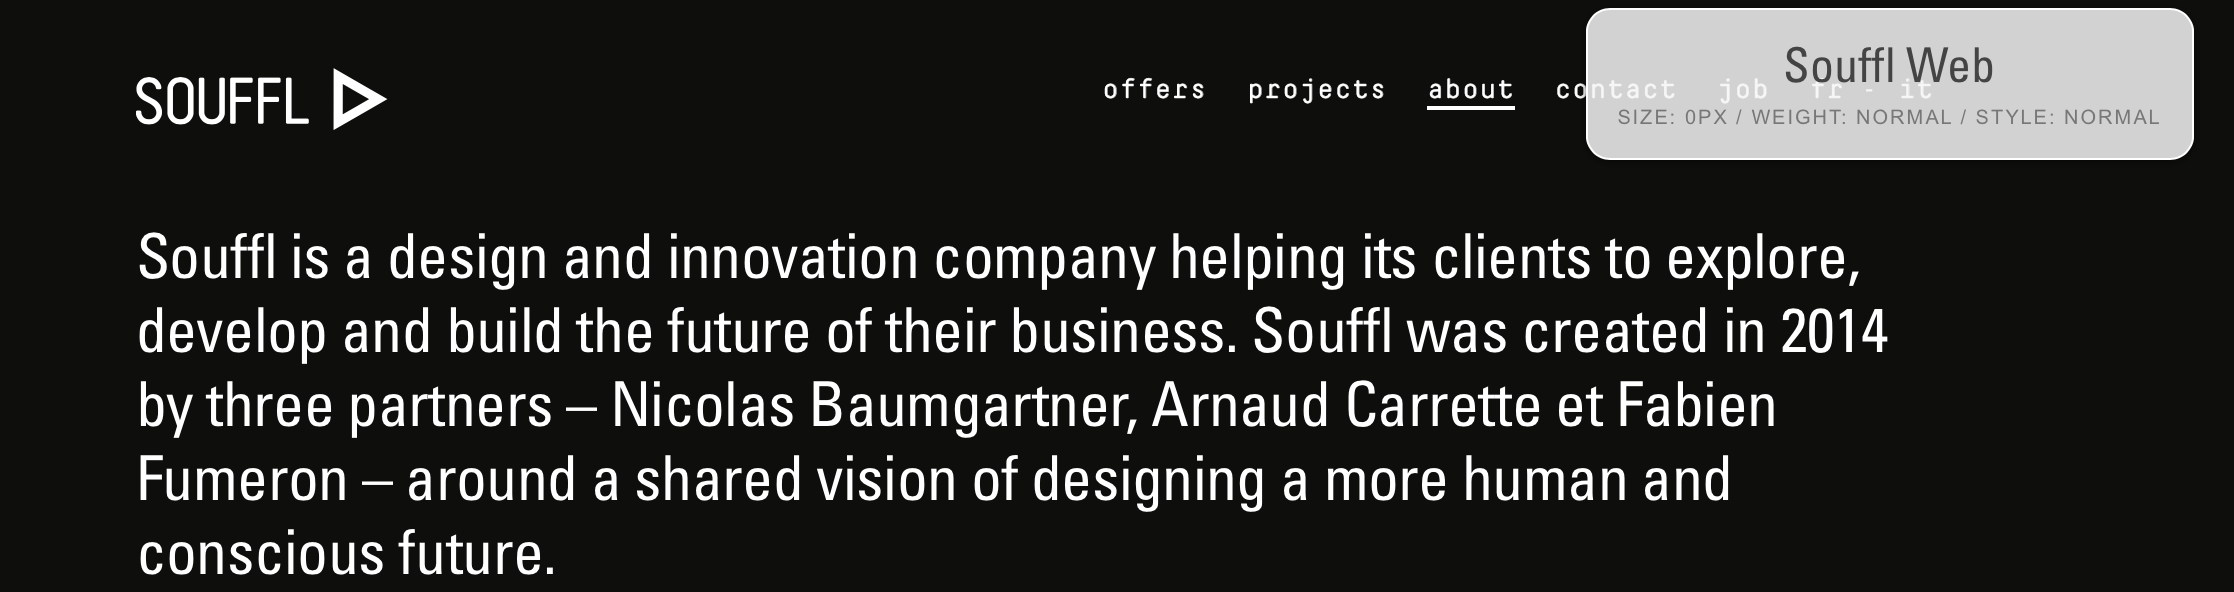 SOUFFL
offers projects about contact job fr - it
Souffl Web
SIZE: 0PX / WEIGHT: NORMAL / STYLE: NORMAL
Souffl is a design and innovation company helping its clients to explore,
develop and build the future of their business. Souffl was created in 2014
by three partners – Nicolas Baumgartner, Arnaud Carrette et Fabien
Fumeron – around a shared vision of designing a more human and
conscious future.